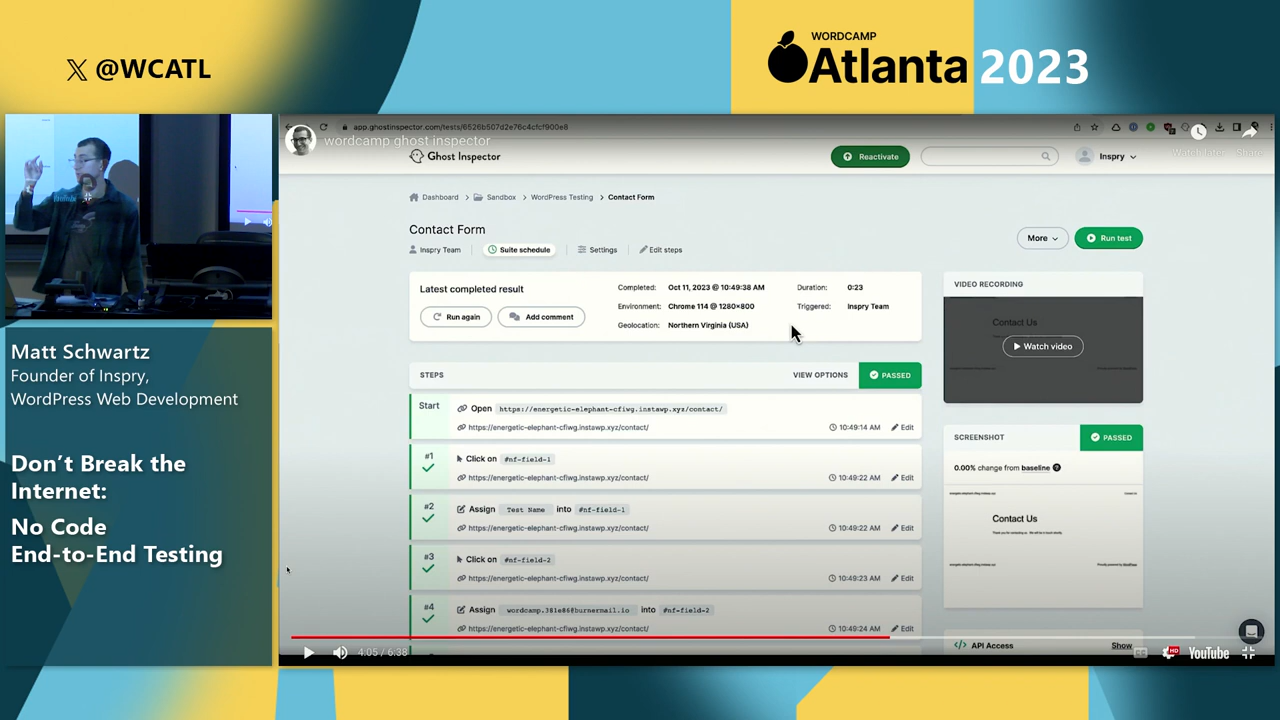 𝕏 @WCATL
WORDCAMP
Atlanta 2023
app.ghostinspector.com/tests/6526b507d2e76c4cfcf900e8
wordcamp ghost inspector
Watch later Share
Ghost Inspector
Reactivate
Inspry
Dashboard > Sandbox > WordPress Testing > Contact Form
Contact Form
Inspry Team Suite schedule Settings Edit steps
More
Run test
Latest completed result
Run again
Add comment
Completed: Oct 11, 2023 @ 10:49:38 AM
Duration: 0:23
Environment: Chrome 114 @ 1280×800
Triggered: Inspry Team
Geolocation: Northern Virginia (USA)
VIDEO RECORDING
Contact Us
Watch video
STEPS
VIEW OPTIONS
PASSED
Start
Open https://energetic-elephant-cfiwg.instawp.xyz/contact/
https://energetic-elephant-cfiwg.instawp.xyz/contact/
10:49:14 AM Edit
#1
Click on #nf-field-1
https://energetic-elephant-cfiwg.instawp.xyz/contact/
10:49:22 AM Edit
#2
Assign Test Name into #nf-field-1
https://energetic-elephant-cfiwg.instawp.xyz/contact/
10:49:22 AM Edit
#3
Click on #nf-field-2
https://energetic-elephant-cfiwg.instawp.xyz/contact/
10:49:23 AM Edit
#4
Assign wordcamp.381e86@burnermail.io into #nf-field-2
https://energetic-elephant-cfiwg.instawp.xyz/contact/
10:49:24 AM Edit
SCREENSHOT
PASSED
0.00% change from baseline
Contact Us
API Access Show
4:05 / 6:38
CC
HD
YouTube
Matt Schwartz
Founder of Inspry,
WordPress Web Development
Don't Break the
Internet:
No Code
End-to-End Testing